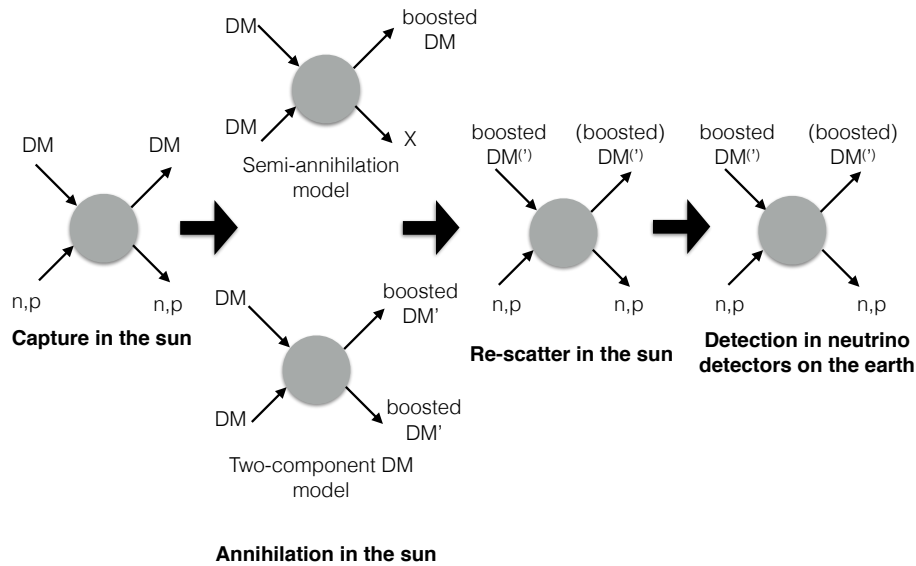 DM
DM
n,p
n,p
Capture in the sun
DM
boosted
DM
DM
X
Semi-annihilation
model
DM
boosted
DM'
DM
boosted
DM'
Two-component DM
model
Annihilation in the sun
boosted
DM(')
(boosted)
DM(')
n,p
n,p
Re-scatter in the sun
boosted
DM(')
(boosted)
DM(')
n,p
n,p
Detection in neutrino
detectors on the earth